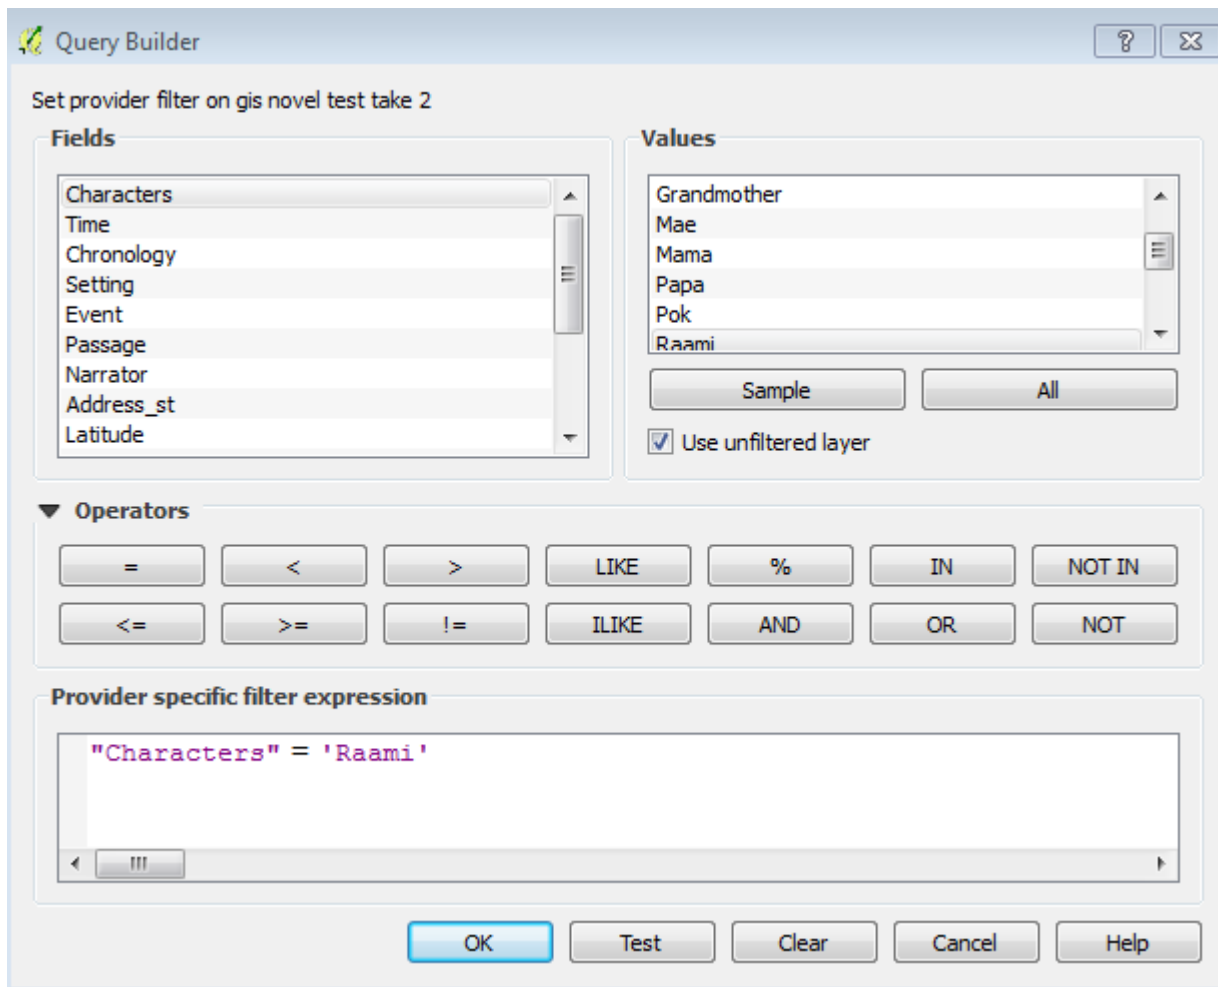 Query Builder
Set provider filter on gis novel test take 2
Fields
Characters
Time
Chronology
Setting
Event
Passage
Narrator
Address_st
Latitude
Values
Grandmother
Mae
Mama
Papa
Pok
Raami
Sample All
Use unfiltered layer
Operators
= < > LIKE % IN NOT IN
<= >= != ILIKE AND OR NOT
Provider specific filter expression
"Characters" = 'Raami'
OK Test Clear Cancel Help